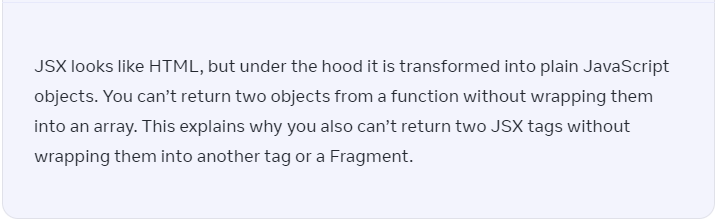 JSX looks like HTML, but under the hood it is transformed into plain JavaScript
objects. You can’t return two objects from a function without wrapping them
into an array. This explains why you also can’t return two JSX tags without
wrapping them into another tag or a Fragment.